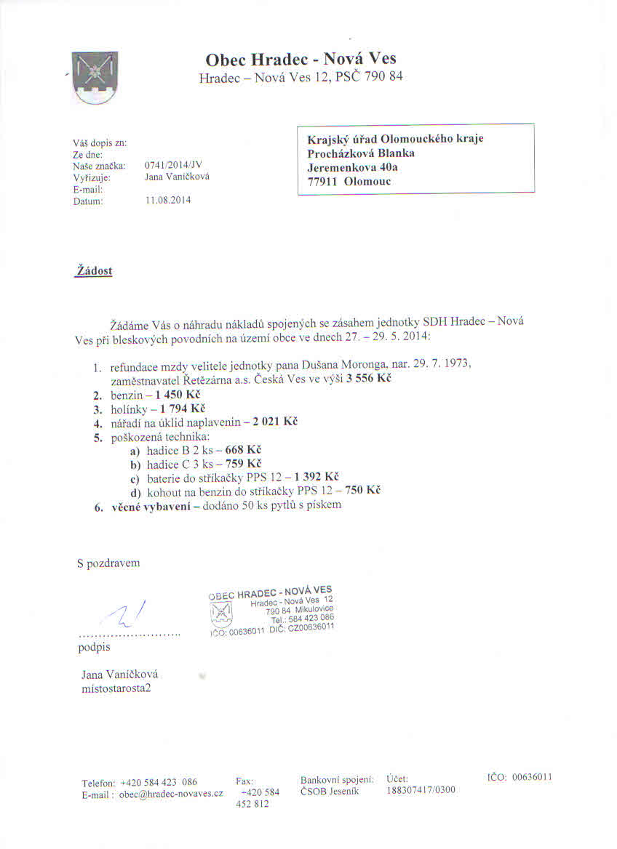 Obec Hradec - Nová Ves
Hradec – Nová Ves 12, PSČ 790 84
Váš dopis zn:
Ze dne:
Naše značka: 0741/2014/JV
Vyřizuje: Jana Vaníčková
E-mail:
Datum: 11.08.2014
Krajský úřad Olomouckého kraje
Procházková Blanka
Jeremenkova 40a
77911 Olomouc
Žádost
Žádáme Vás o náhradu nákladů spojených se zásahem jednotky SDH Hradec – Nová
Ves při bleskových povodních na území obce ve dnech 27. – 29. 5. 2014:
1. refundace mzdy velitele jednotky pana Dušana Moronga, nar. 29. 7. 1973,
zaměstnavatel Řetězárna a.s. Česká Ves ve výši 3 556 Kč
2. benzin – 1 450 Kč
3. holínky – 1 794 Kč
4. nářadí na úklid naplavenin – 2 021 Kč
5. poškozená technika:
a) hadice B 2 ks – 668 Kč
b) hadice C 3 ks – 759 Kč
c) baterie do stříkačky PPS 12 – 1 392 Kč
d) kohout na benzin do stříkačky PPS 12 – 750 Kč
6. věcné vybavení – dodáno 50 ks pytlů s pískem
S pozdravem
OBEC HRADEC - NOVÁ VES
Hradec - Nová Ves 12
790 84 Mikulovice
Tel.: 584 423 086
IČO: 00636011 DIČ: CZ00636011
..........................
podpis
Jana Vaníčková
místostarosta2
Telefon: +420 584 423 086
E-mail : obec@hradec-novaves.cz
Fax:
+420 584
452 812
Bankovní spojení:
ČSOB Jeseník
Účet:
188307417/0300
IČO: 00636011